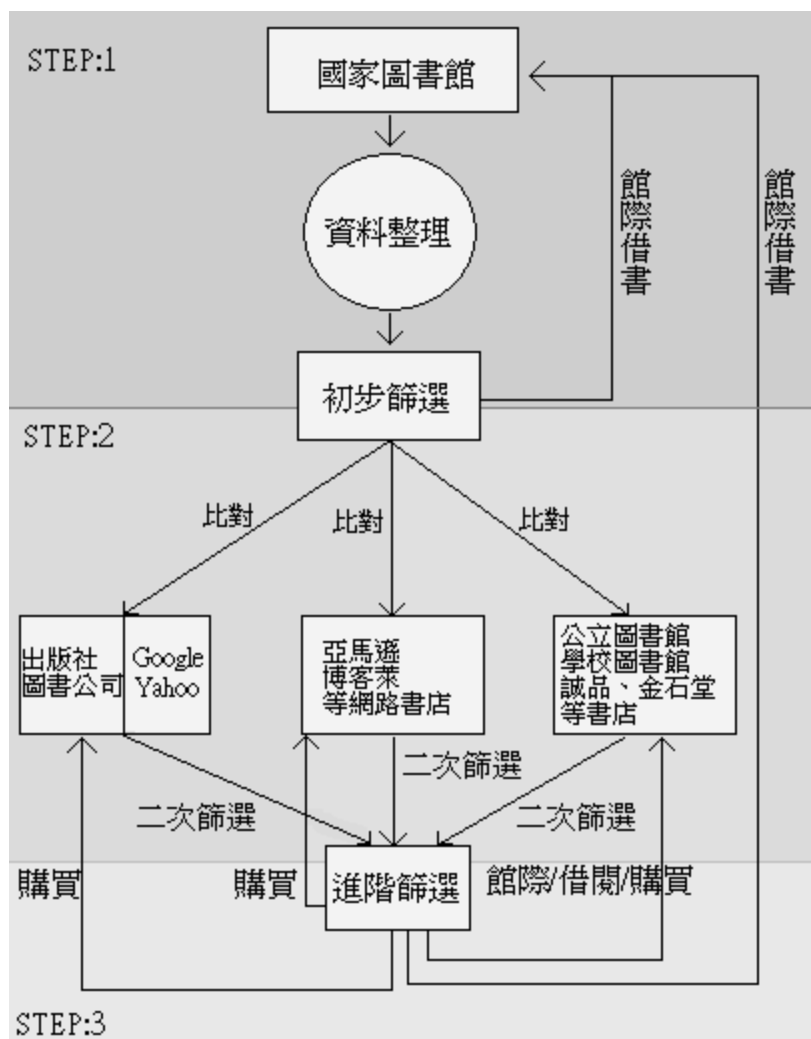 STEP:1
國家圖書館
資料整理
館際借書
館際借書
初步篩選
STEP:2
比對
比對
比對
出版社
圖書公司
Google
Yahoo
亞馬遜
博客萊
等網路書店
公立圖書館
學校圖書館
誠品、金石堂
等書店
二次篩選
二次篩選
二次篩選
購買
購買
進階篩選
館際/借閱/購買
STEP:3